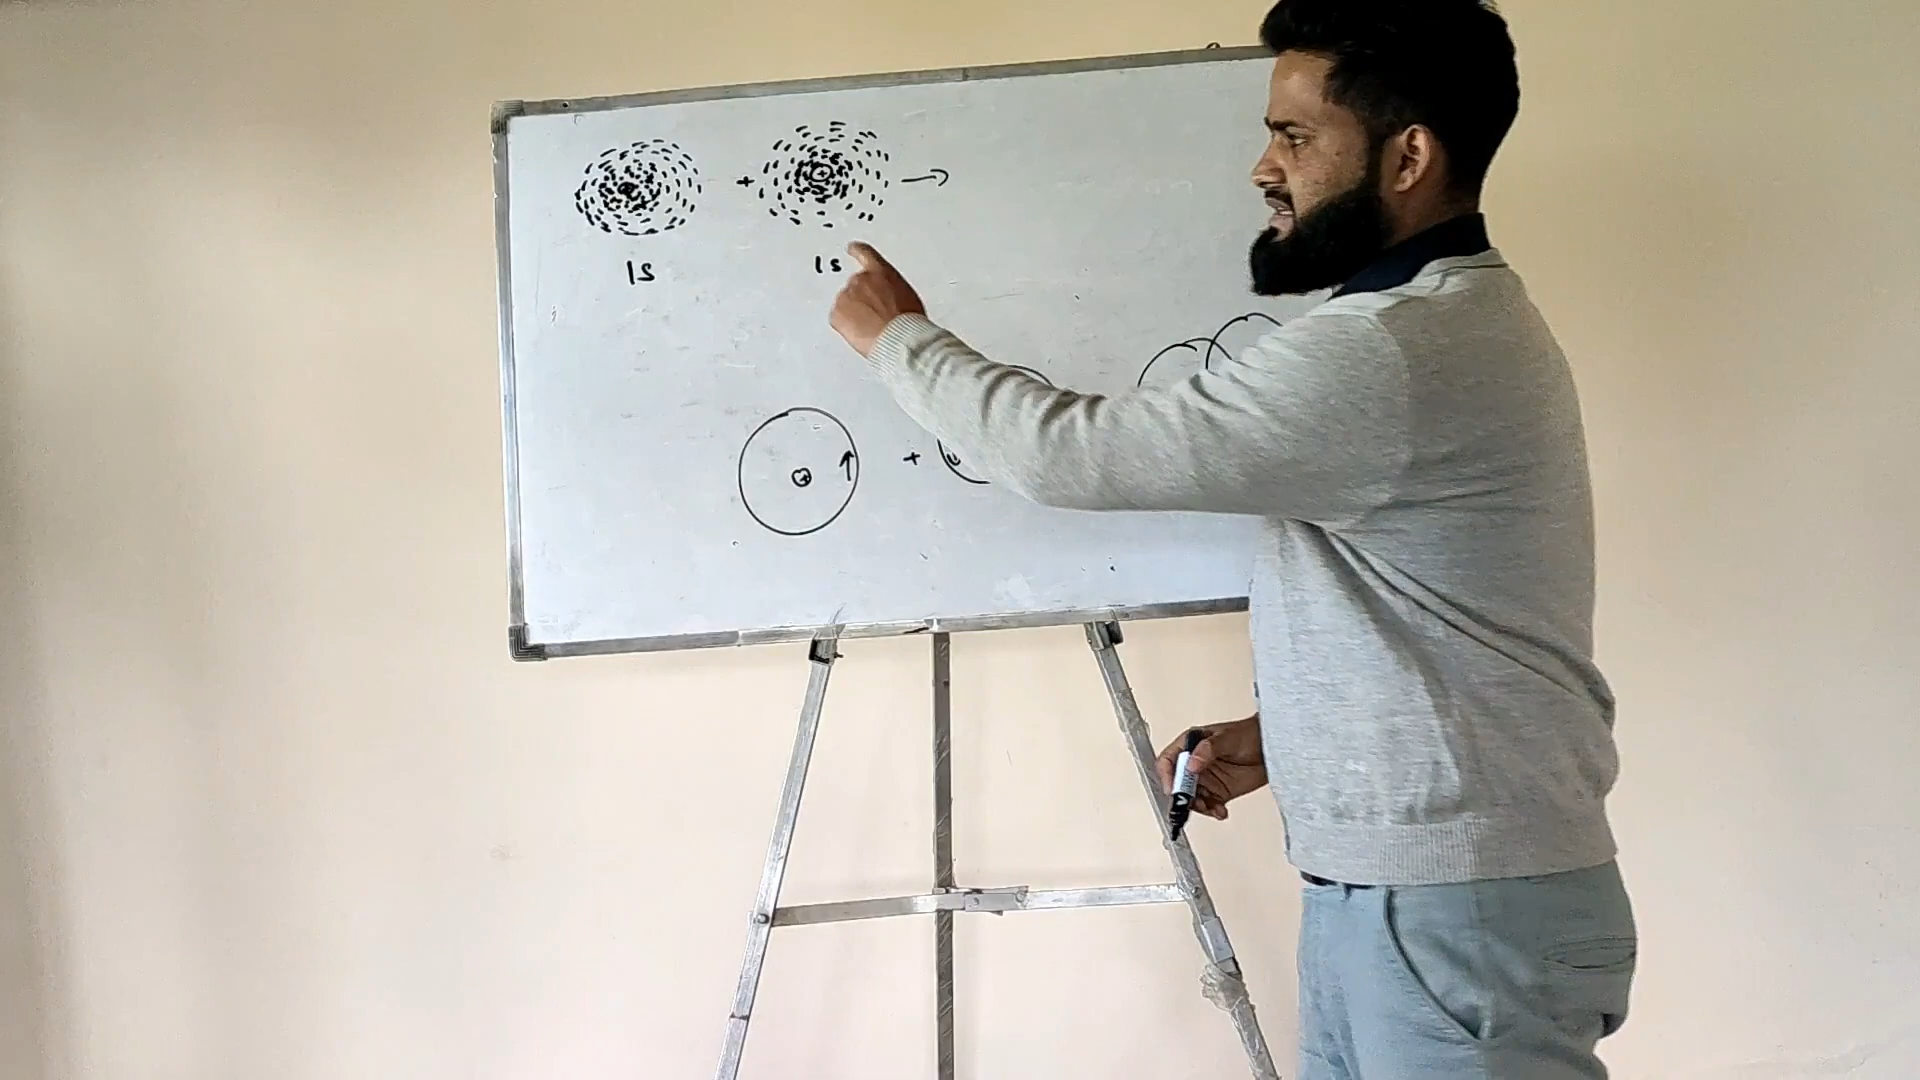 + →
1s 1s
+